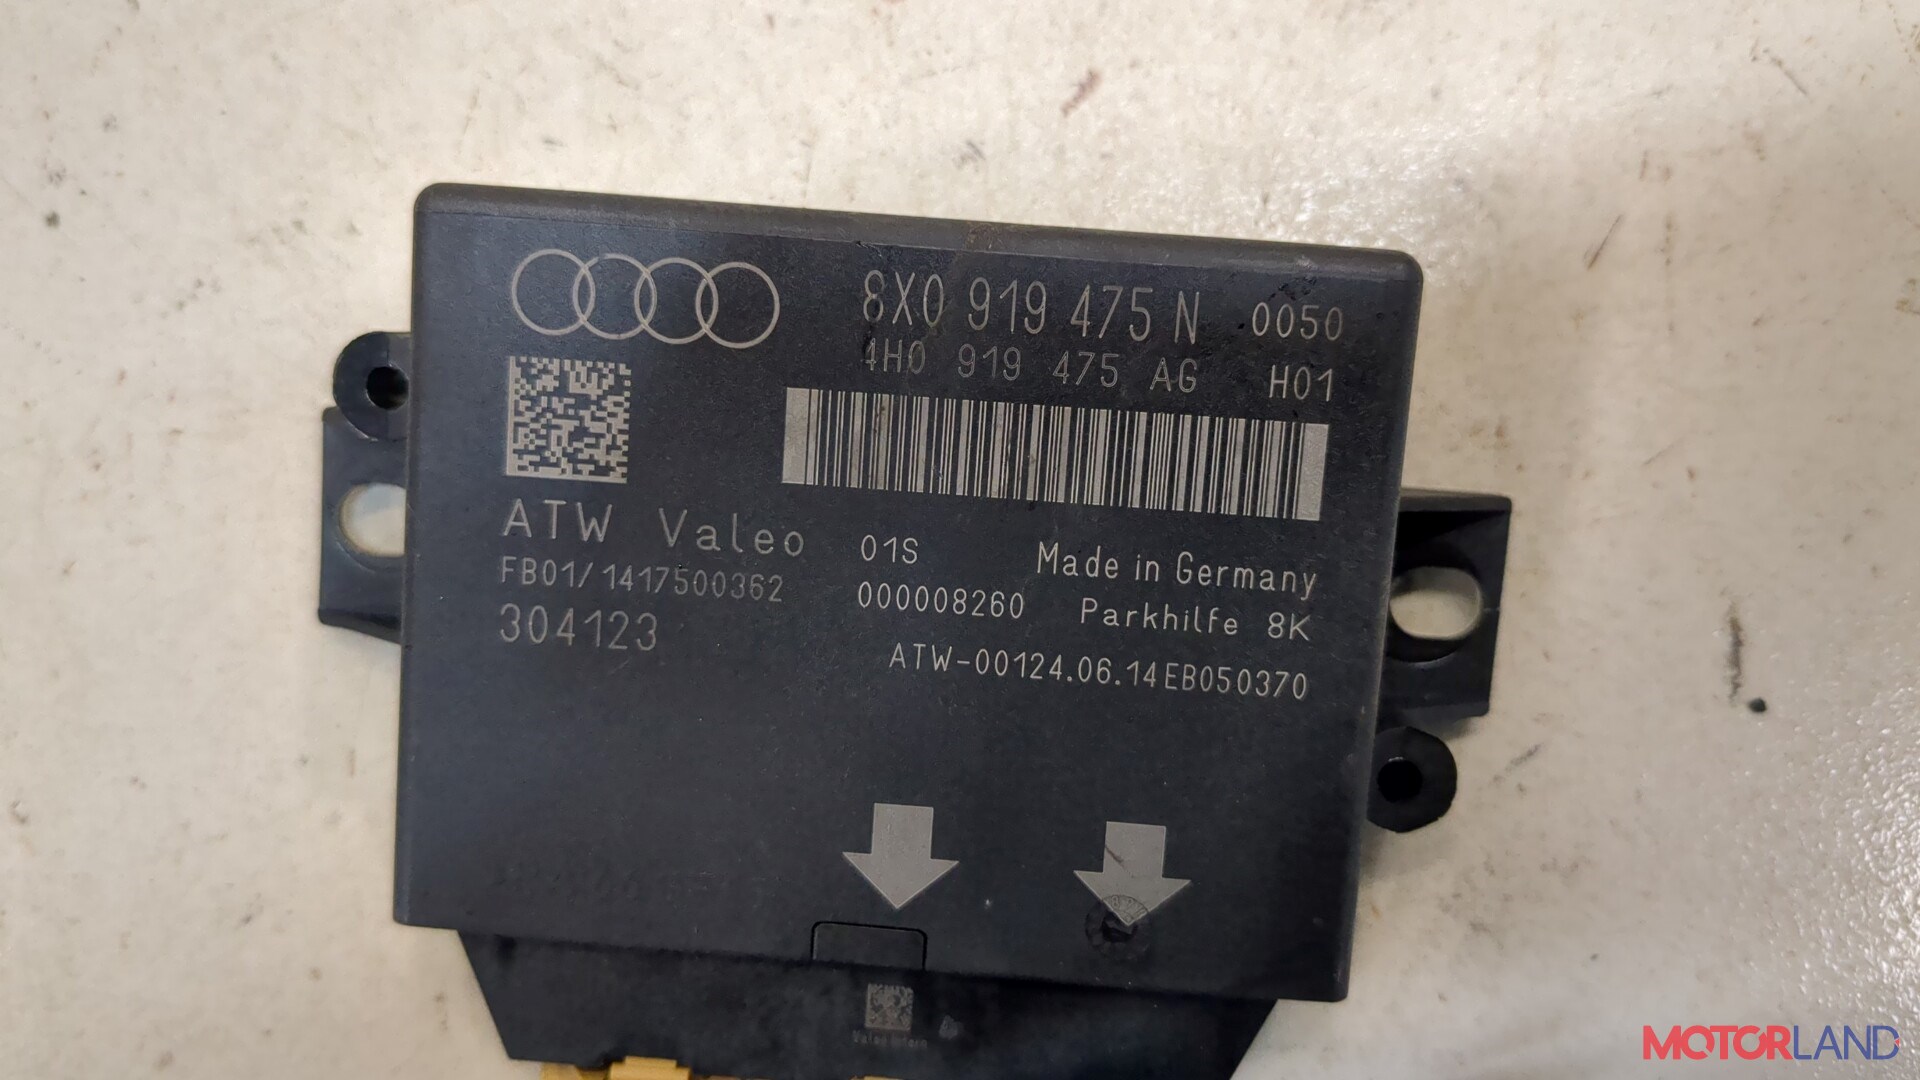 8X0 919 475 N 0050
4H0 919 475 AG H01
ATW Valeo 01S Made in Germany
FB01/1417500362 000008260 Parkhilfe 8K
304123
ATW-00124.06.14EB050370
Valeo
MOTORLAND